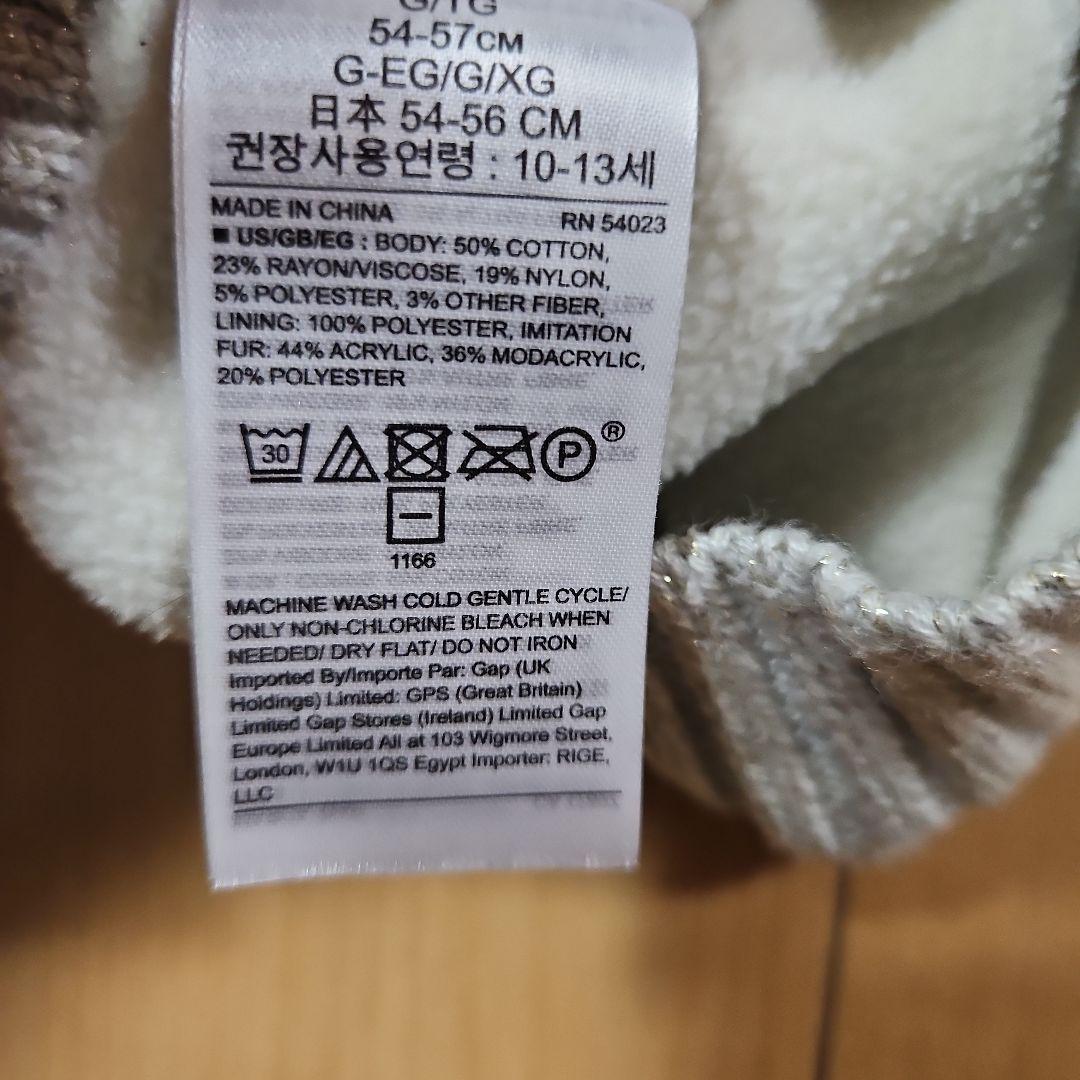 G/TG
54-57CM
G-EG/G/XG
日本 54-56 CM
권장사용연령 : 10-13세
MADE IN CHINA RN 54023
■ US/GB/EG : BODY: 50% COTTON,
23% RAYON/VISCOSE, 19% NYLON,
5% POLYESTER, 3% OTHER FIBER,
LINING: 100% POLYESTER, IMITATION
FUR: 44% ACRYLIC, 36% MODACRYLIC,
20% POLYESTER
30 P ®
1166
MACHINE WASH COLD GENTLE CYCLE/
ONLY NON-CHLORINE BLEACH WHEN
NEEDED/ DRY FLAT/ DO NOT IRON
Imported By/Importe Par: Gap (UK
Holdings) Limited: GPS (Great Britain)
Limited Gap Stores (Ireland) Limited Gap
Europe Limited All at 103 Wigmore Street,
London, W1U 1QS Egypt Importer: RIGE,
LLC